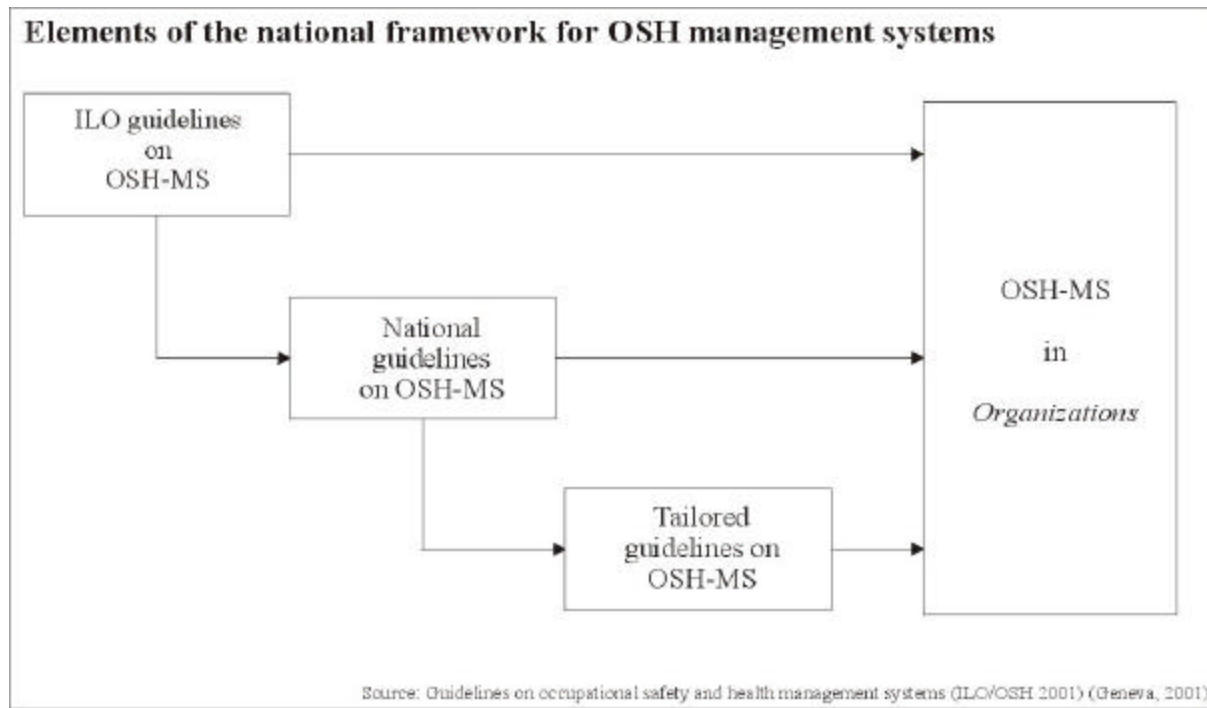 Elements of the national framework for OSH management systems
ILO guidelines
on
OSH-MS
National
guidelines
on OSH-MS
Tailored
guidelines on
OSH-MS
OSH-MS
in
Organizations
Source: Guidelines on occupational safety and health management systems (ILO/OSH 2001) (Geneva, 2001)